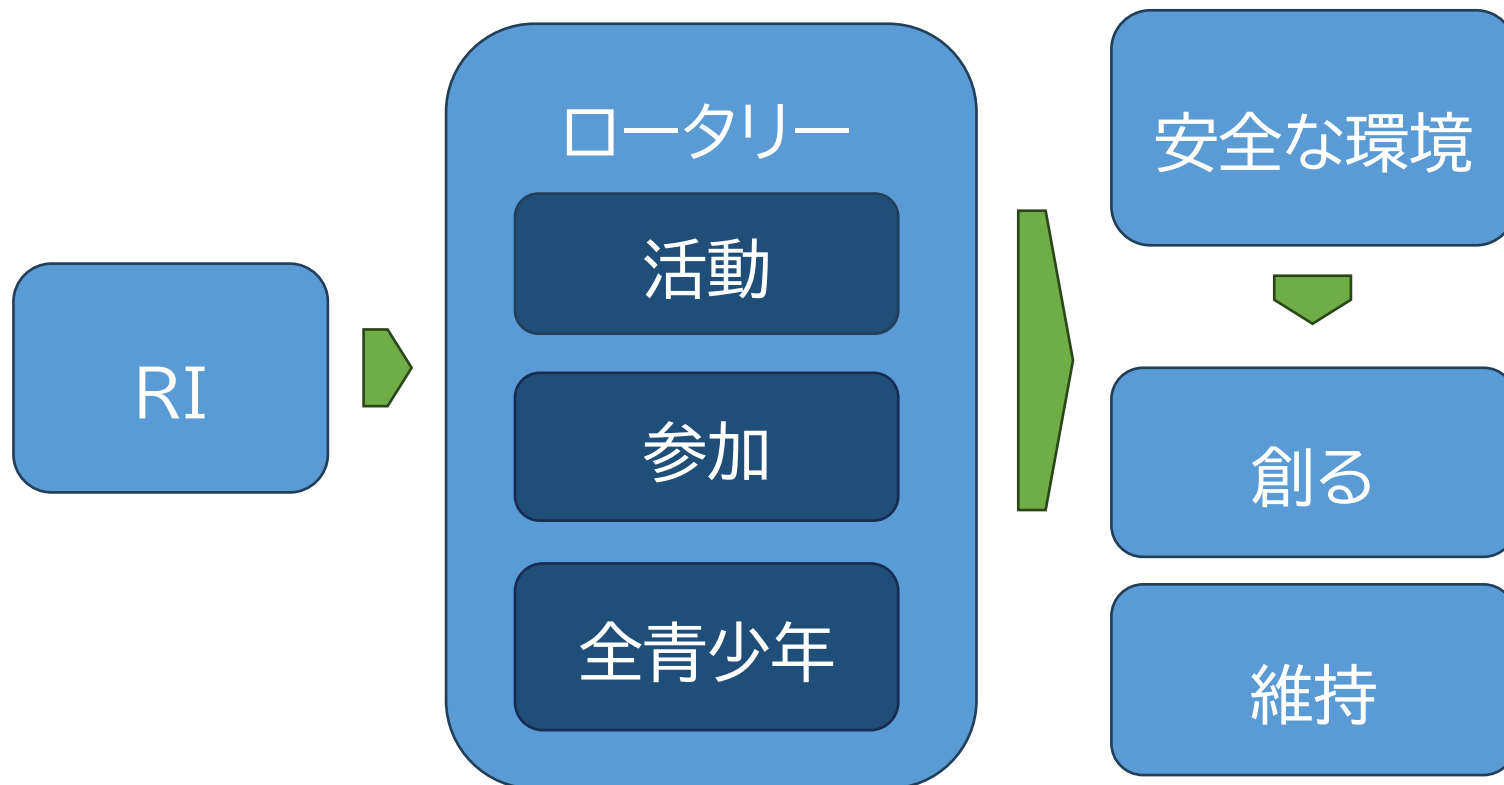 RI
ロータリー
活動
参加
全青少年
安全な環境
創る
維持